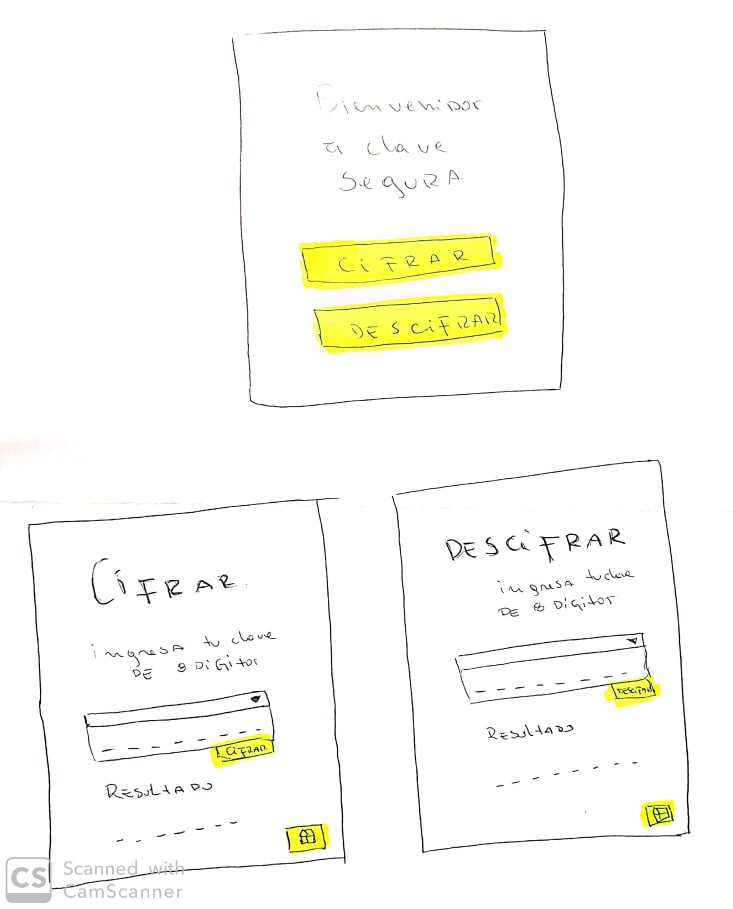 Bienvenidos
a clave
SEGURA
CIFRAR
DESCIFRAR
CIFRAR
ingresa tu clave
DE 8 DIGITOS
CIFRAR
RESULTADO
DESCIFRAR
ingresa tu clave
DE 8 DIGITOS
DESCIFRAR
RESULTADO
CS Scanned with
CamScanner